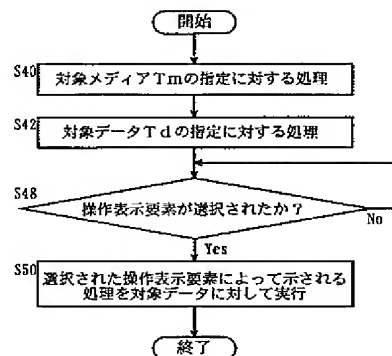 開始
S40
対象メディアTmの指定に対する処理
S42
対象データTdの指定に対する処理
S48
操作表示要素が選択されたか？
No
Yes
S50
選択された操作表示要素によって示される
処理を対象データに対して実行
終了